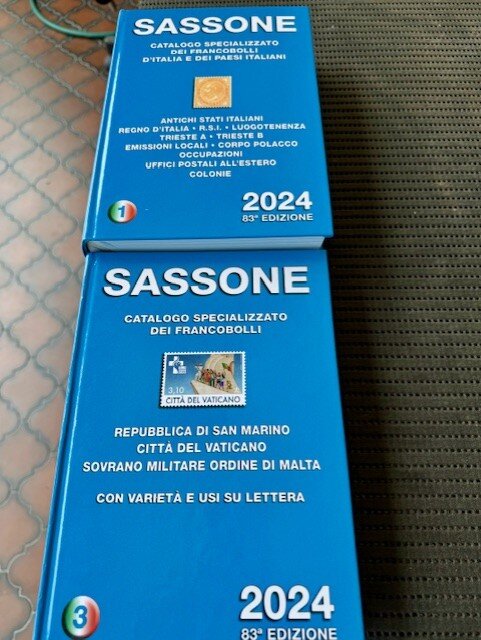 SASSONE
CATALOGO SPECIALIZZATO
DEI FRANCOBOLLI
D'ITALIA E DEI PAESI ITALIANI
ANTICHI STATI ITALIANI
REGNO D'ITALIA • R.S.I. • LUOGOTENENZA
TRIESTE A • TRIESTE B
EMISSIONI LOCALI • CORPO POLACCO
OCCUPAZIONI
UFFICI POSTALI ALL'ESTERO
COLONIE
1
2024
83ª EDIZIONE
SASSONE
CATALOGO SPECIALIZZATO
DEI FRANCOBOLLI
3,10
CITTÀ DEL VATICANO
REPUBBLICA DI SAN MARINO
CITTÀ DEL VATICANO
SOVRANO MILITARE ORDINE DI MALTA
CON VARIETÀ E USI SU LETTERA
3
2024
83ª EDIZIONE